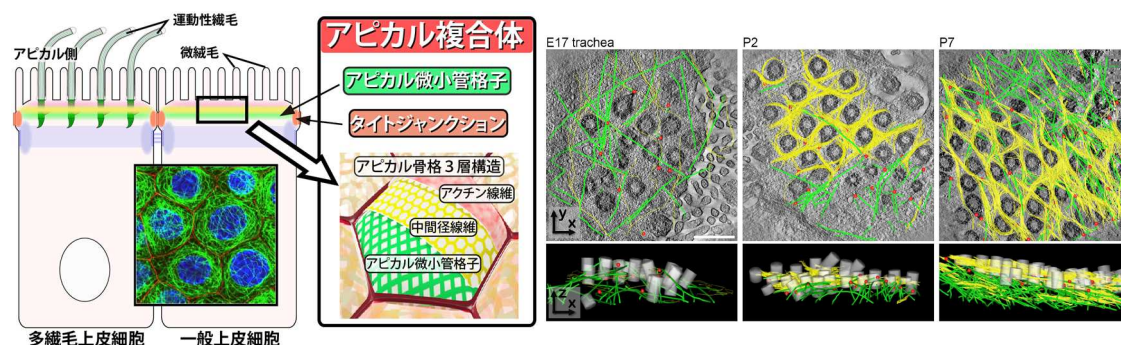 運動性繊毛
アピカル側
微絨毛
多繊毛上皮細胞
一般上皮細胞
アピカル複合体
アピカル微小管格子
タイトジャンクション
アピカル骨格３層構造
アクチン線維
中間径線維
アピカル微小管格子
E17 trachea
P2
P7
y
x
z
x